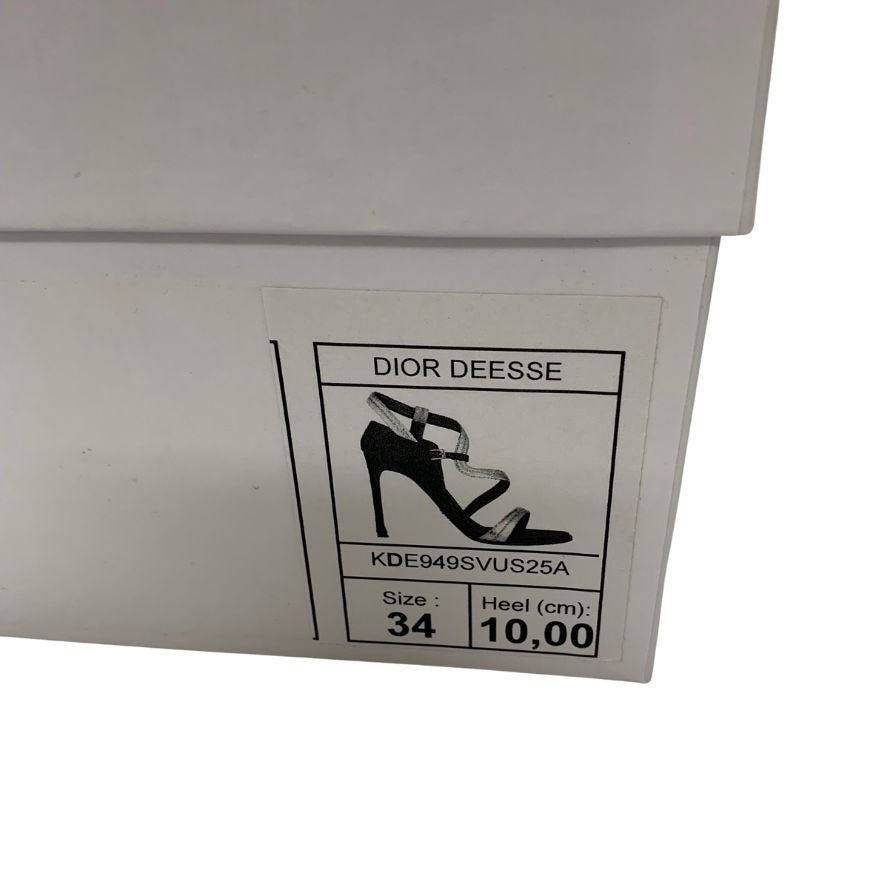 DIOR DEESSE
KDE949SVUS25A
Size : Heel (cm):
34 10,00